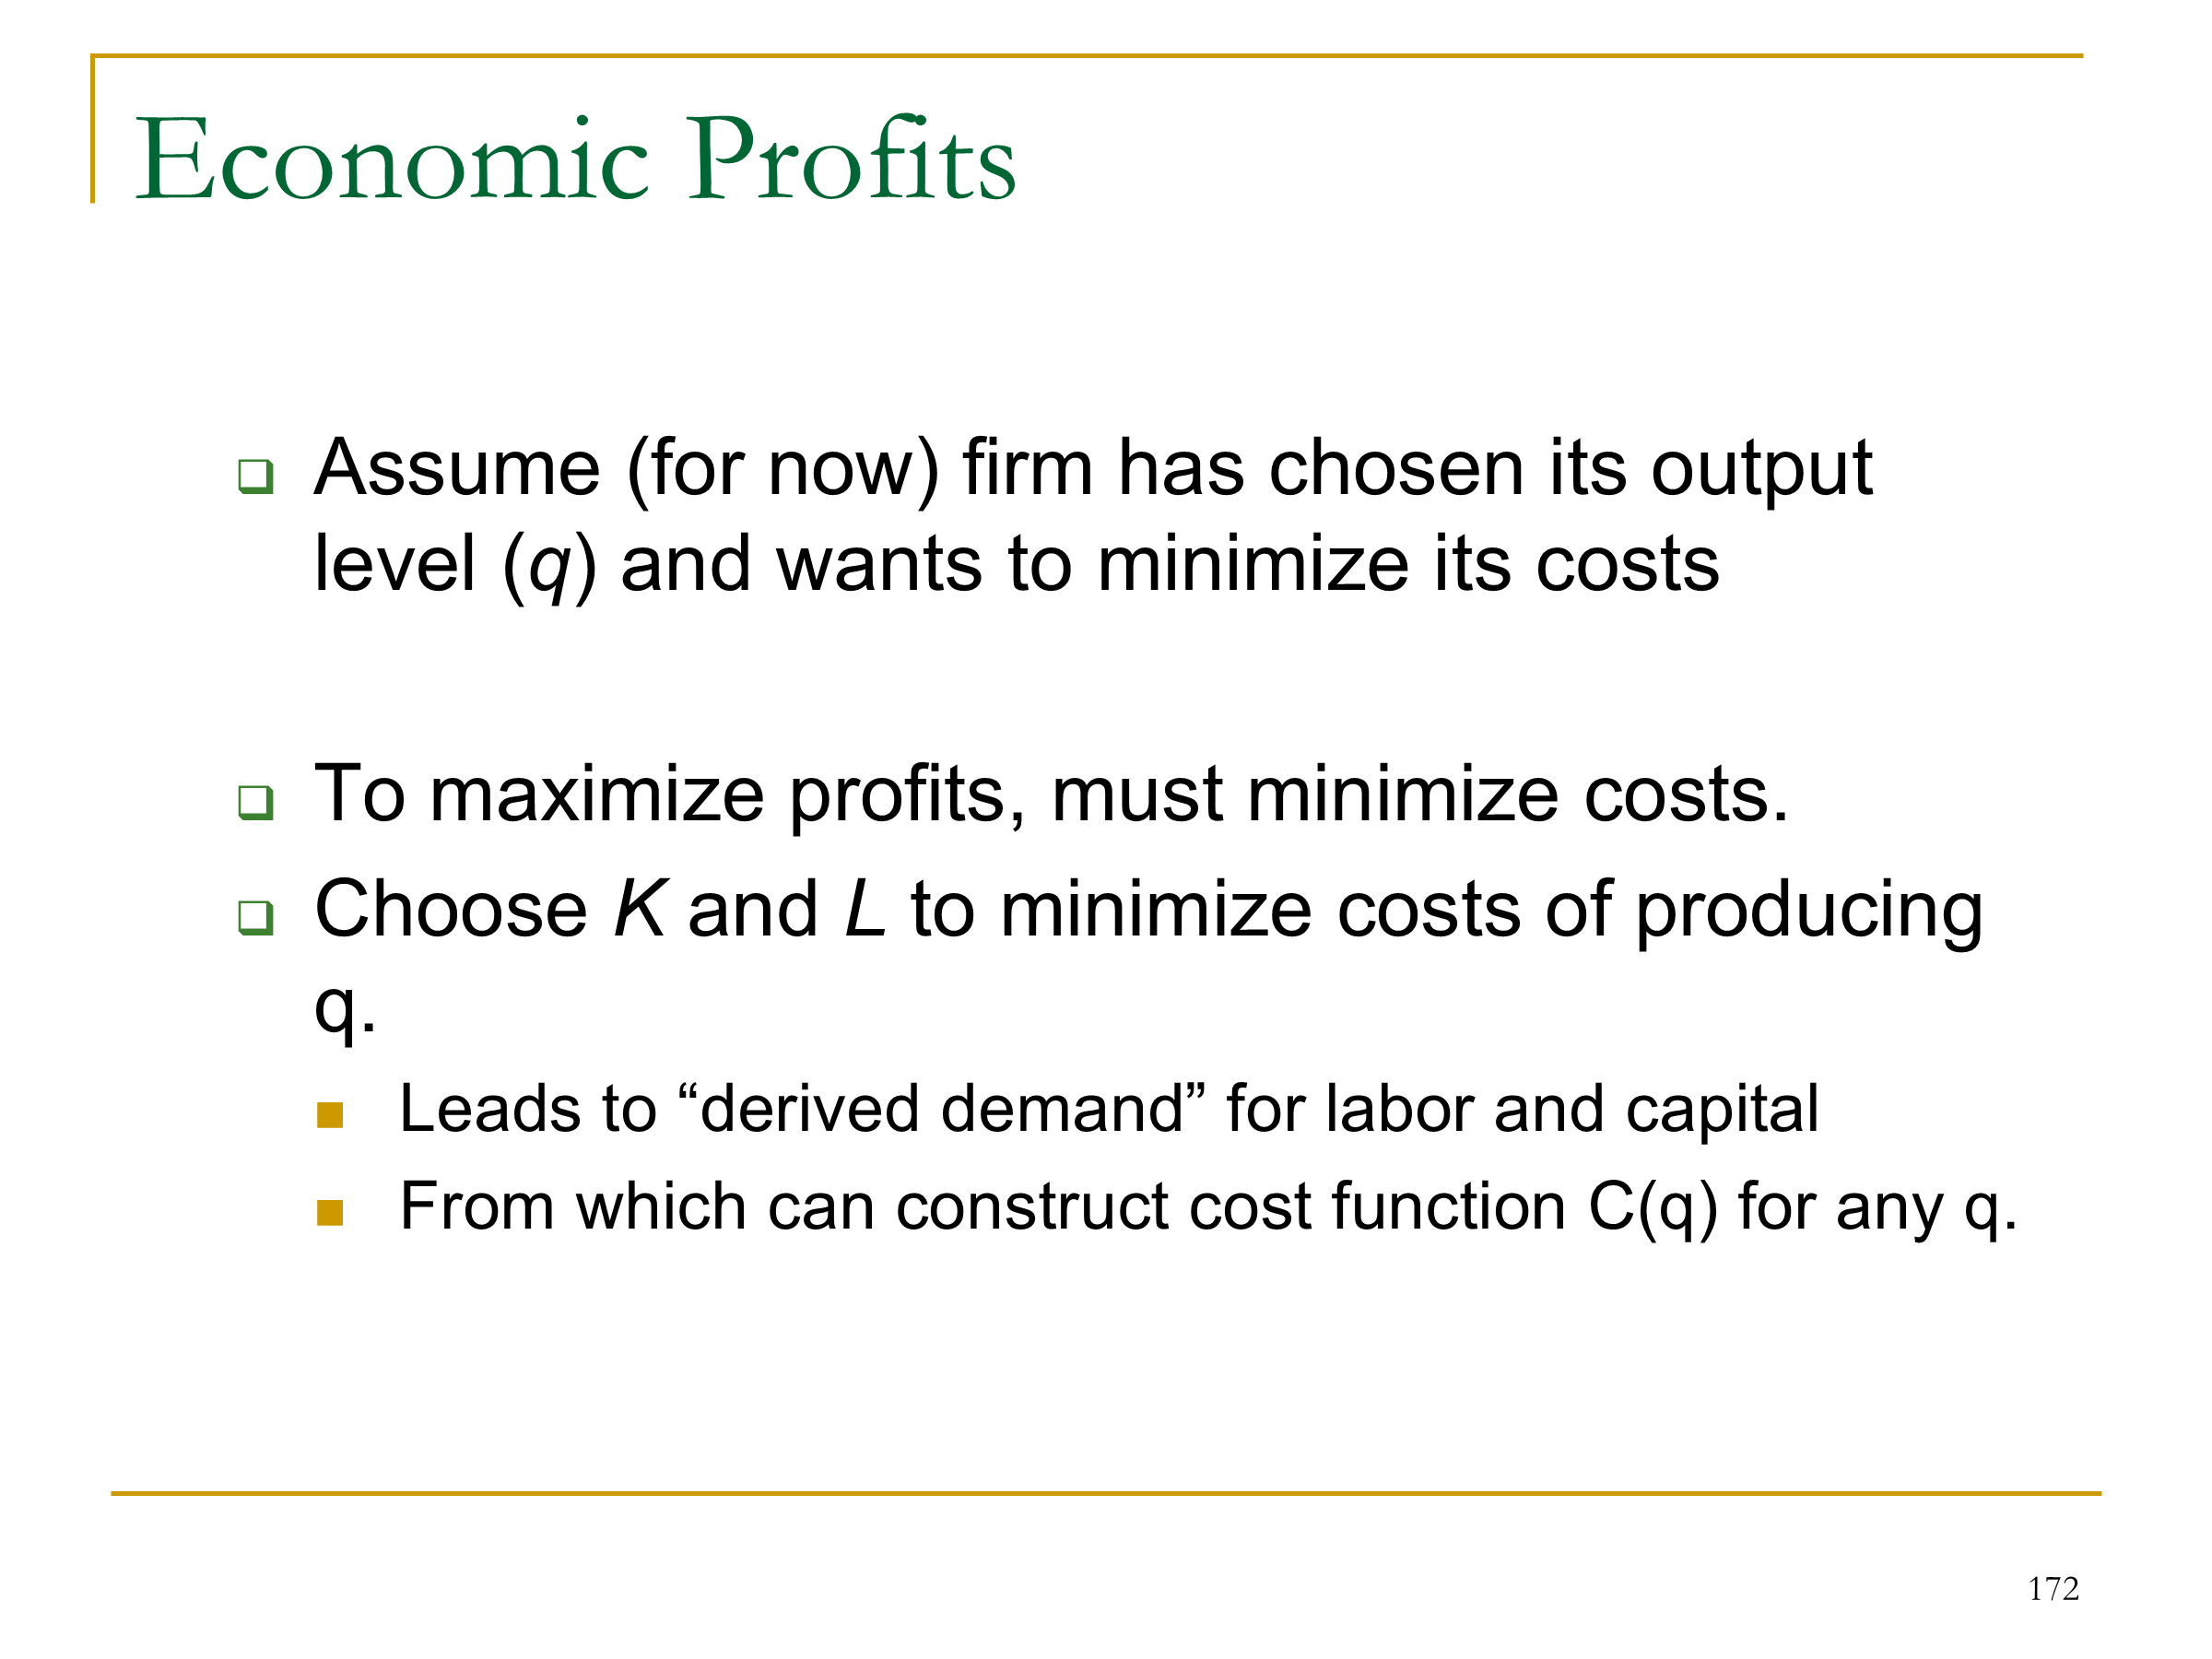 Economic Profits
Assume (for now) firm has chosen its output
level (q) and wants to minimize its costs
To maximize profits, must minimize costs.
Choose K and L to minimize costs of producing
q.
Leads to “derived demand” for labor and capital
From which can construct cost function C(q) for any q.
172